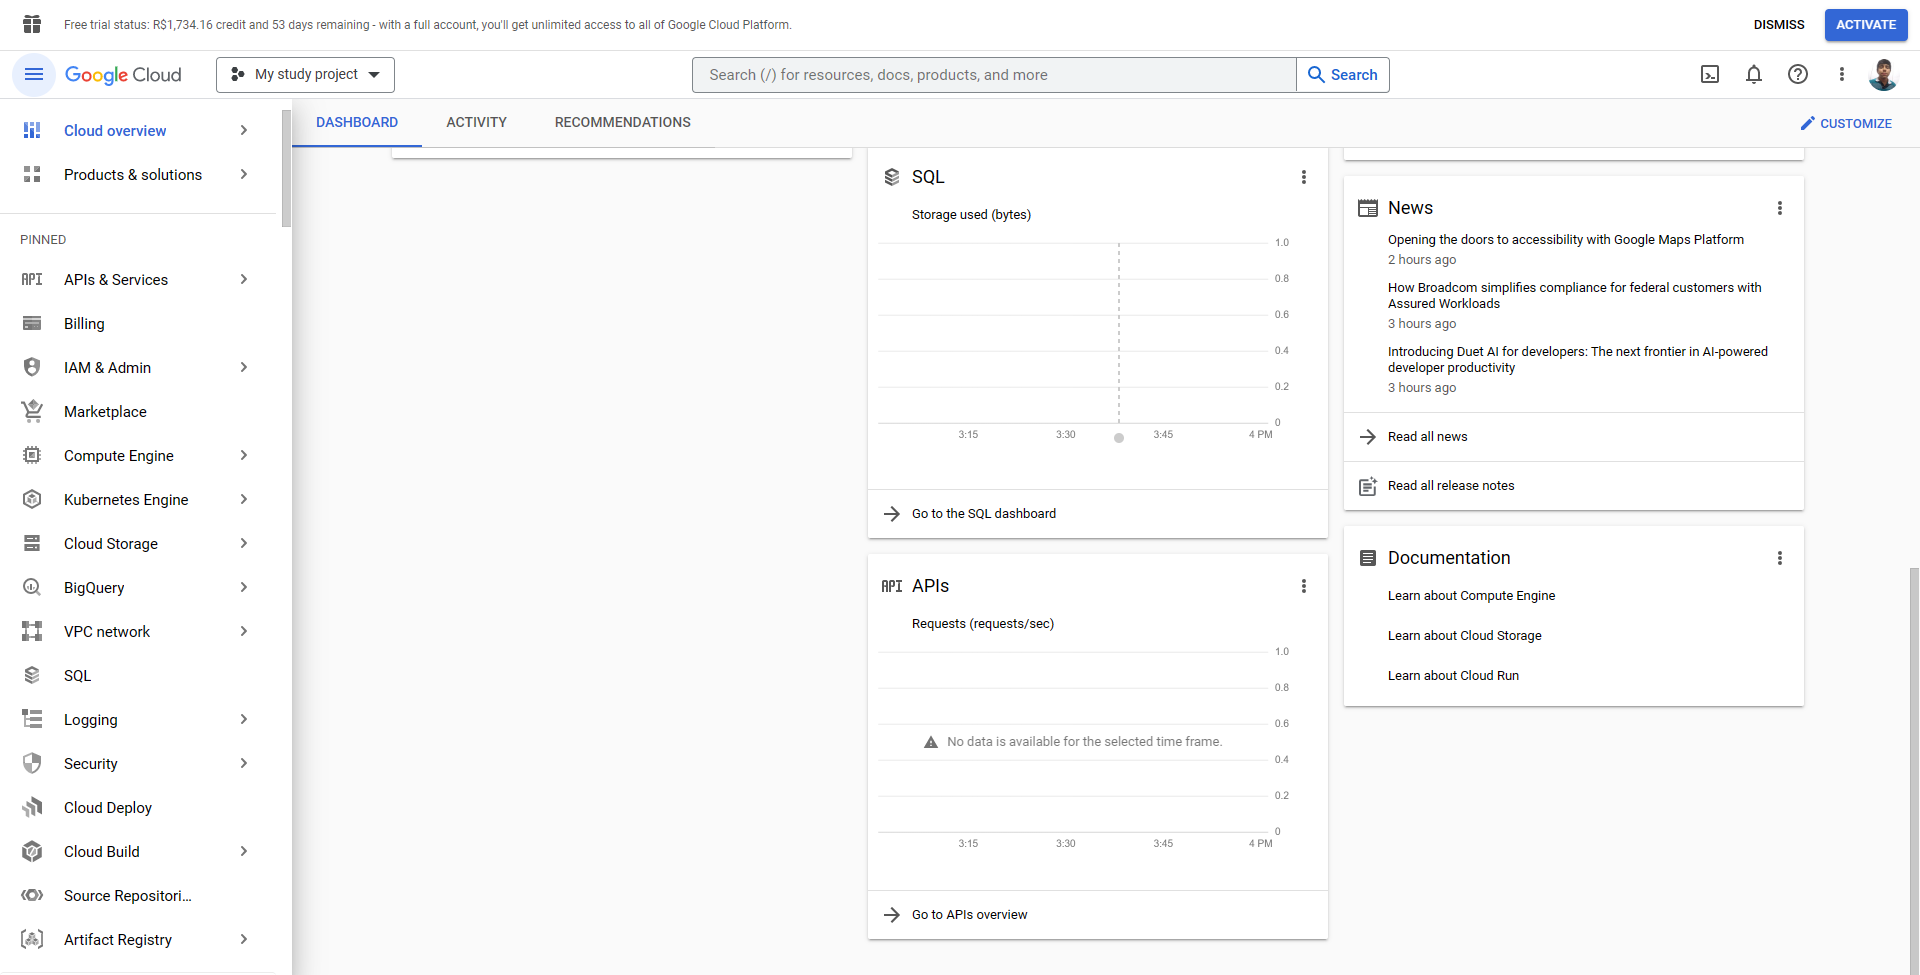 Free trial status: R$1,734.16 credit and 53 days remaining - with a full account, you'll get unlimited access to all of Google Cloud Platform.
DISMISS
ACTIVATE
Google Cloud
My study project
Search (/) for resources, docs, products, and more
Search
Cloud overview
Products & solutions
PINNED
API
APIs & Services
Billing
IAM & Admin
Marketplace
Compute Engine
Kubernetes Engine
Cloud Storage
BigQuery
VPC network
SQL
Logging
Security
Cloud Deploy
Cloud Build
Source Repositori...
Artifact Registry
DASHBOARD
ACTIVITY
RECOMMENDATIONS
CUSTOMIZE
SQL
Storage used (bytes)
1.0
0.8
0.6
0.4
0.2
0
3:15
3:30
3:45
4 PM
Go to the SQL dashboard
API
APIs
Requests (requests/sec)
1.0
0.8
0.6
No data is available for the selected time frame.
0.4
0.2
0
3:15
3:30
3:45
4 PM
Go to APIs overview
News
Opening the doors to accessibility with Google Maps Platform
2 hours ago
How Broadcom simplifies compliance for federal customers with
Assured Workloads
3 hours ago
Introducing Duet AI for developers: The next frontier in AI-powered
developer productivity
3 hours ago
Read all news
Read all release notes
Documentation
Learn about Compute Engine
Learn about Cloud Storage
Learn about Cloud Run